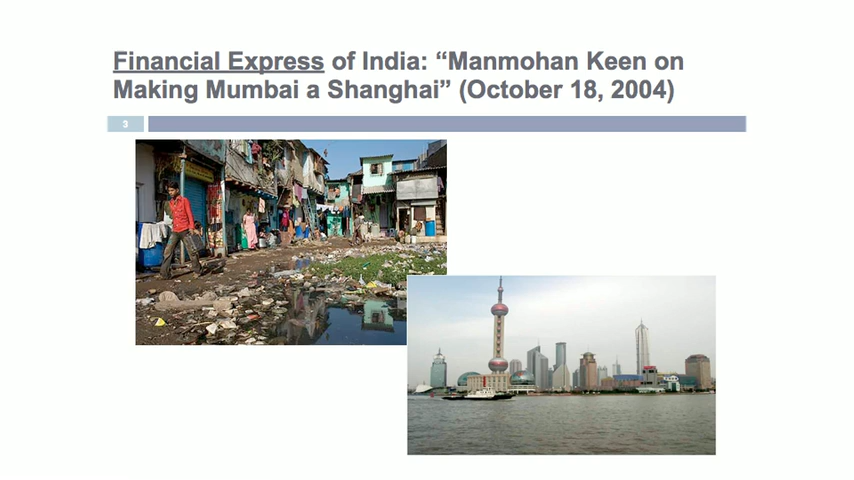 Financial Express of India: “Manmohan Keen on
Making Mumbai a Shanghai” (October 18, 2004)
3